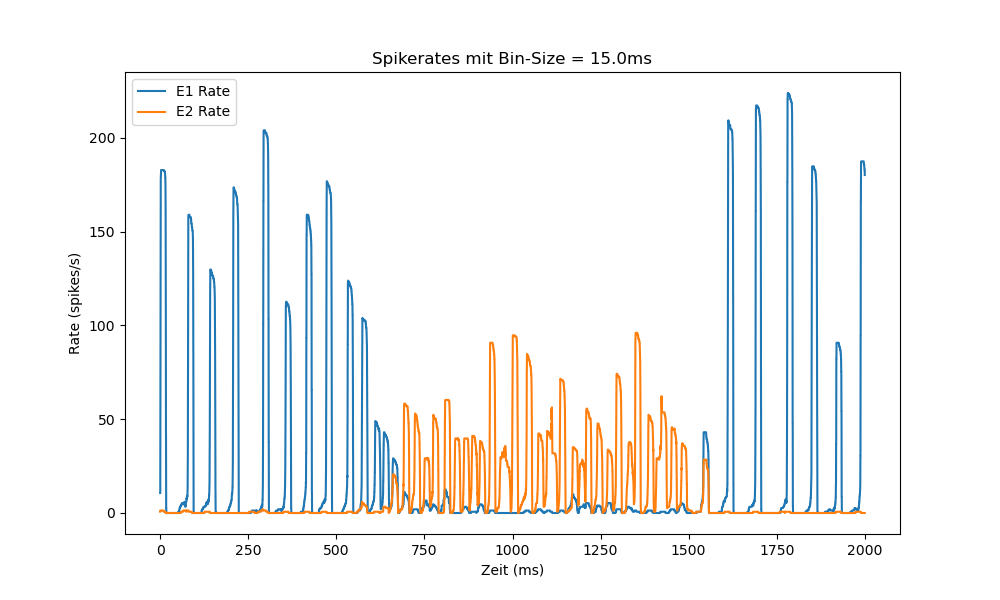 Spikerates mit Bin-Size = 15.0ms
E1 Rate
E2 Rate
Rate (spikes/s)
200
150
100
50
0
0 250 500 750 1000 1250 1500 1750 2000
Zeit (ms)